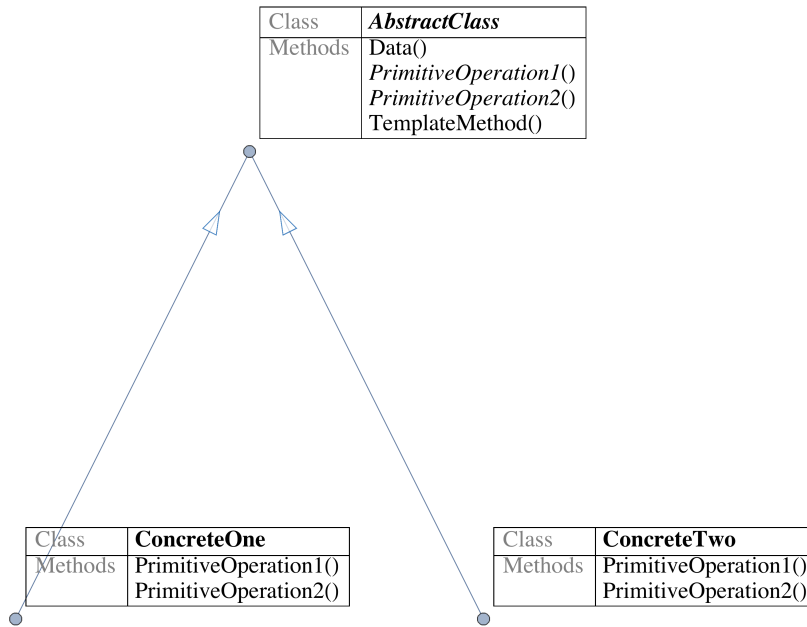 Class AbstractClass
Methods Data()
PrimitiveOperation1()
PrimitiveOperation2()
TemplateMethod()
Class ConcreteOne
Methods PrimitiveOperation1()
PrimitiveOperation2()
Class ConcreteTwo
Methods PrimitiveOperation1()
PrimitiveOperation2()